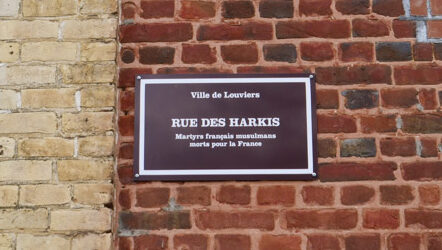 Ville de Louviers
RUE DES HARKIS
Martyrs français musulmans
morts pour la France